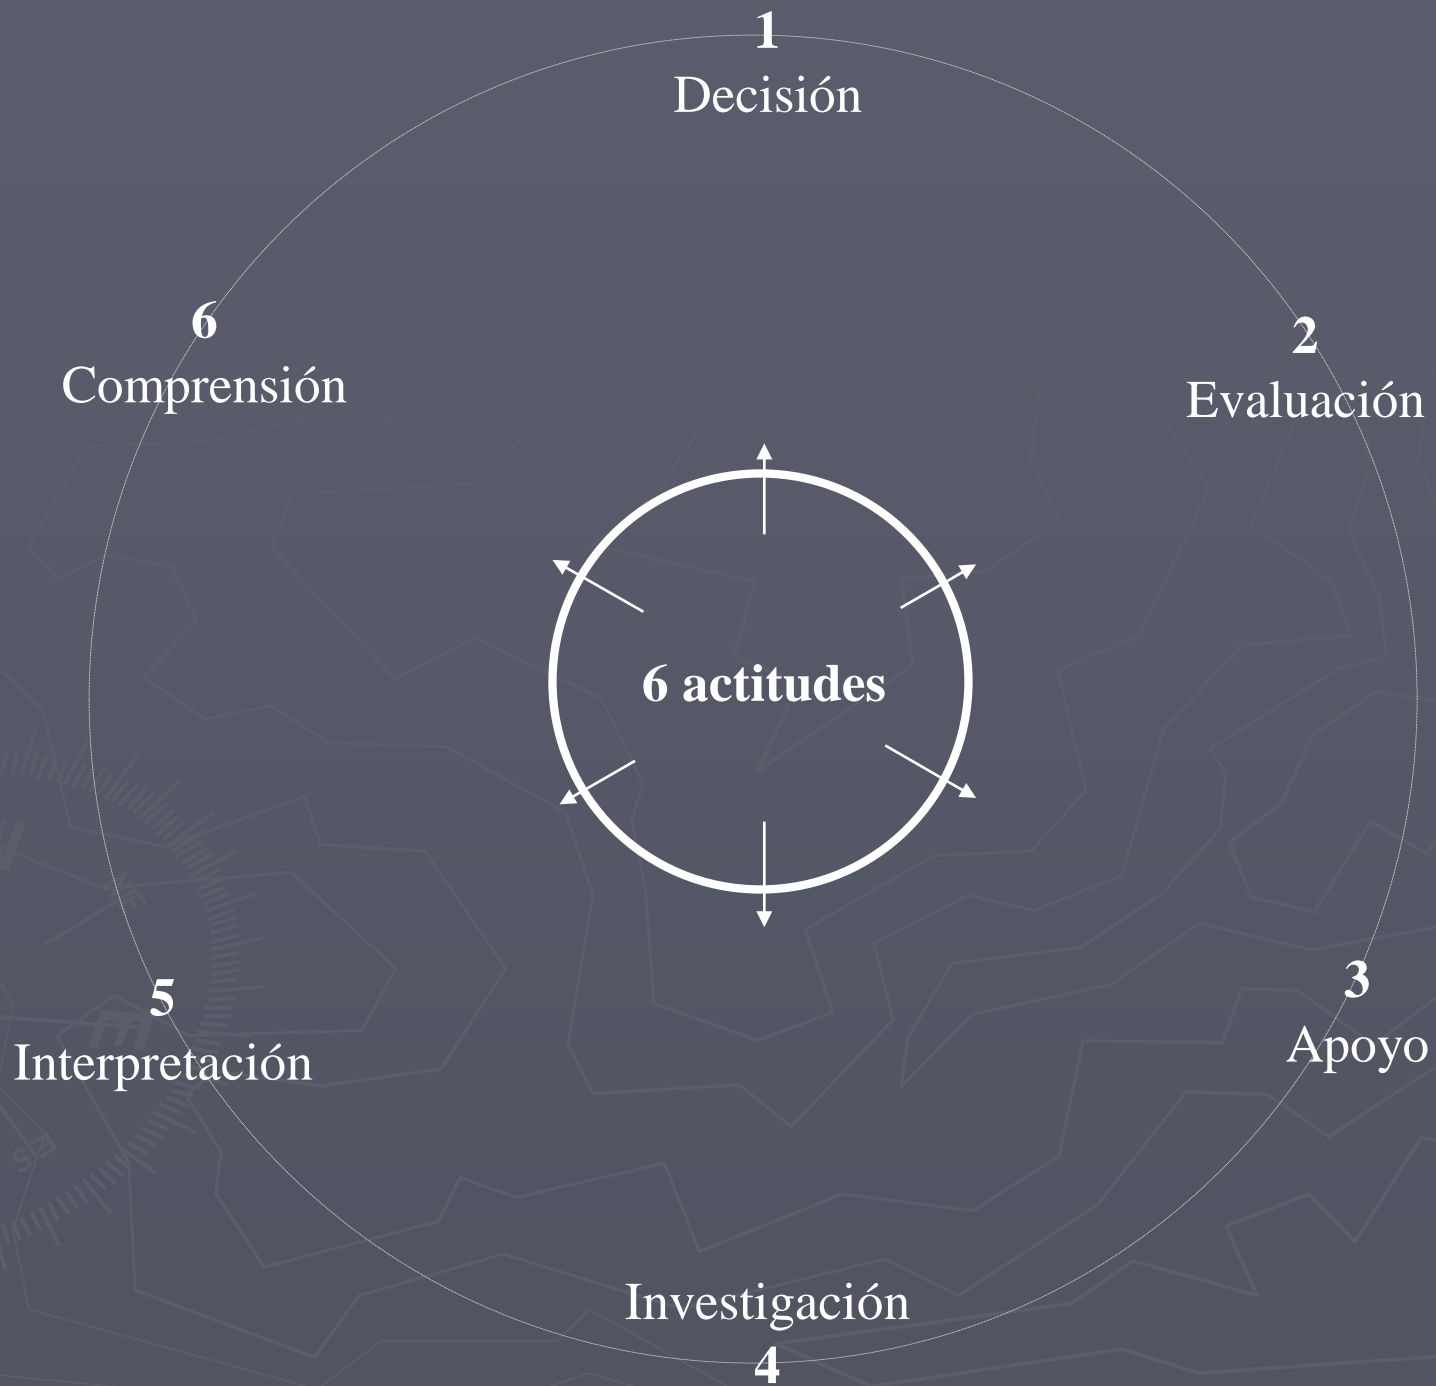 1
Decisión
2
Evaluación
3
Apoyo
Investigación
4
5
Interpretación
6
Comprensión
6 actitudes
E